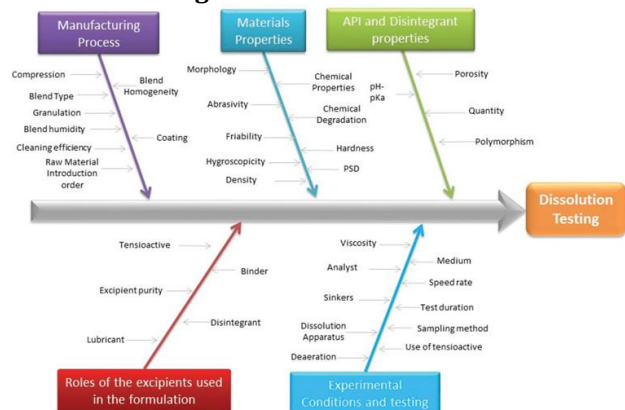 Manufacturing
Process
Materials
Properties
API and Disintegrant
properties
Compression
Blend
Homogeneity
Blend Type
Granulation
Blend humidity
Coating
Cleaning efficiency
Raw Material
Introduction
order
Morphology
Chemical
Properties
Abrasivity
Chemical
Degradation
Friability
Hardness
Hygroscopicity
PSD
Density
Porosity
pH-
pKa
Quantity
Polymorphism
Dissolution
Testing
Tensioactive
Binder
Excipient purity
Disintegrant
Lubricant
Roles of the excipients used
in the formulation
Viscosity
Medium
Analyst
Speed rate
Sinkers
Test duration
Dissolution
Apparatus
Sampling method
Use of tensioactive
Deaeration
Experimental
Conditions and testing